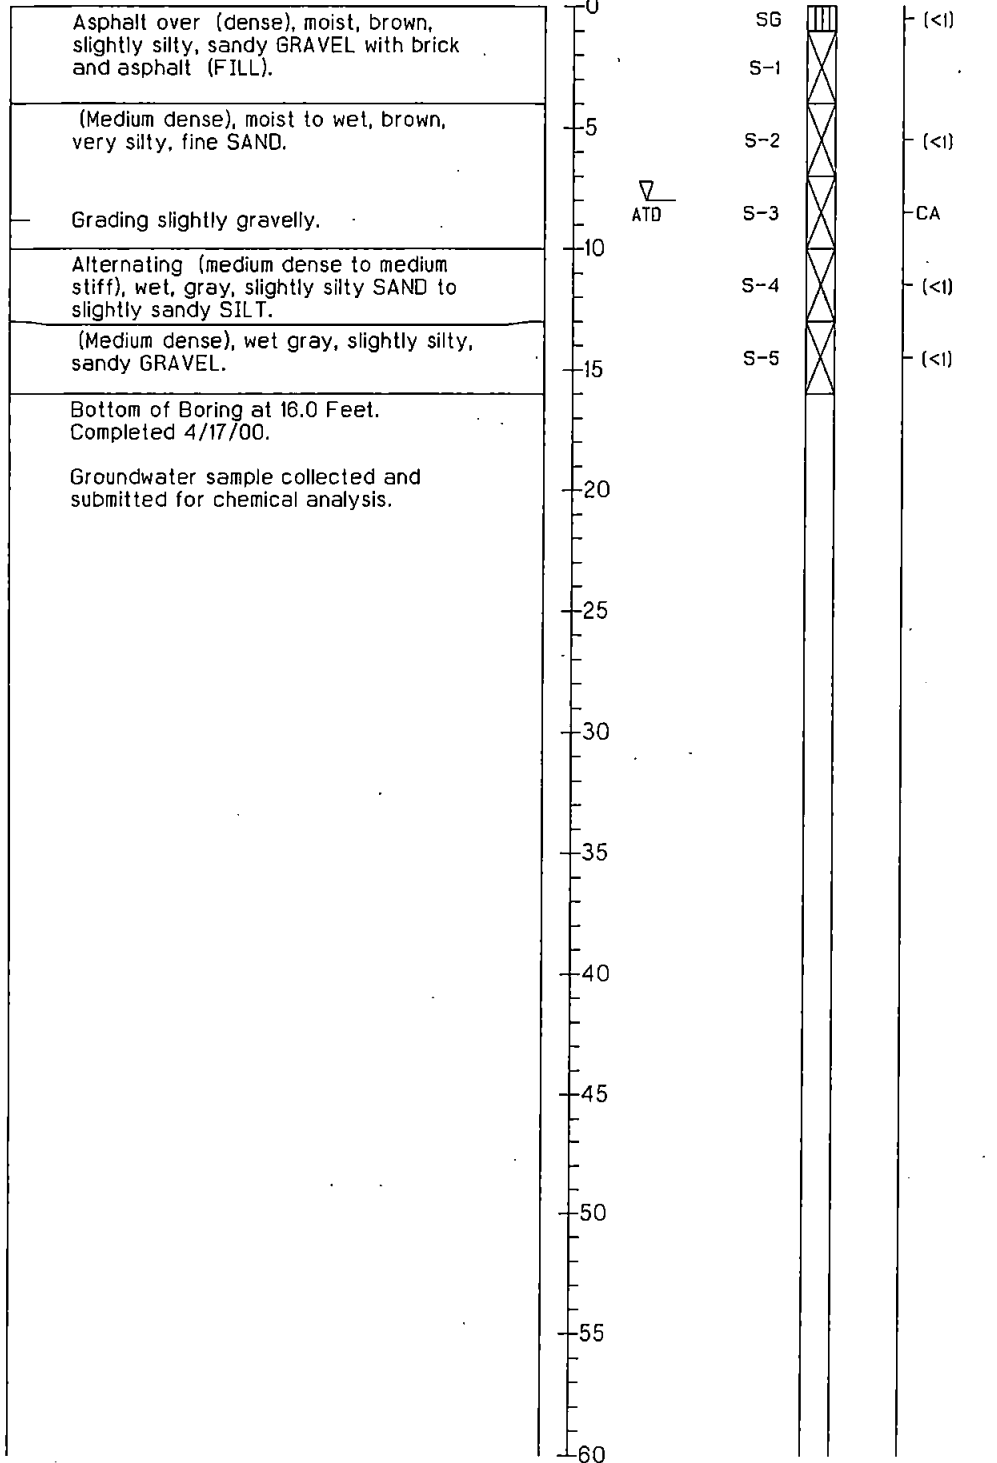 Asphalt over (dense), moist, brown,
slightly silty, sandy GRAVEL with brick
and asphalt (FILL).
(Medium dense), moist to wet, brown,
very silty, fine SAND.
Grading slightly gravelly.
Alternating (medium dense to medium
stiff), wet, gray, slightly silty SAND to
slightly sandy SILT.
(Medium dense), wet gray, slightly silty,
sandy GRAVEL.
Bottom of Boring at 16.0 Feet.
Completed 4/17/00.
Groundwater sample collected and
submitted for chemical analysis.
0
5
10
15
20
25
30
35
40
45
50
55
60
ATD
SG
S-1
S-2
S-3
S-4
S-5
(<1)
(<1)
CA
(<1)
(<1)